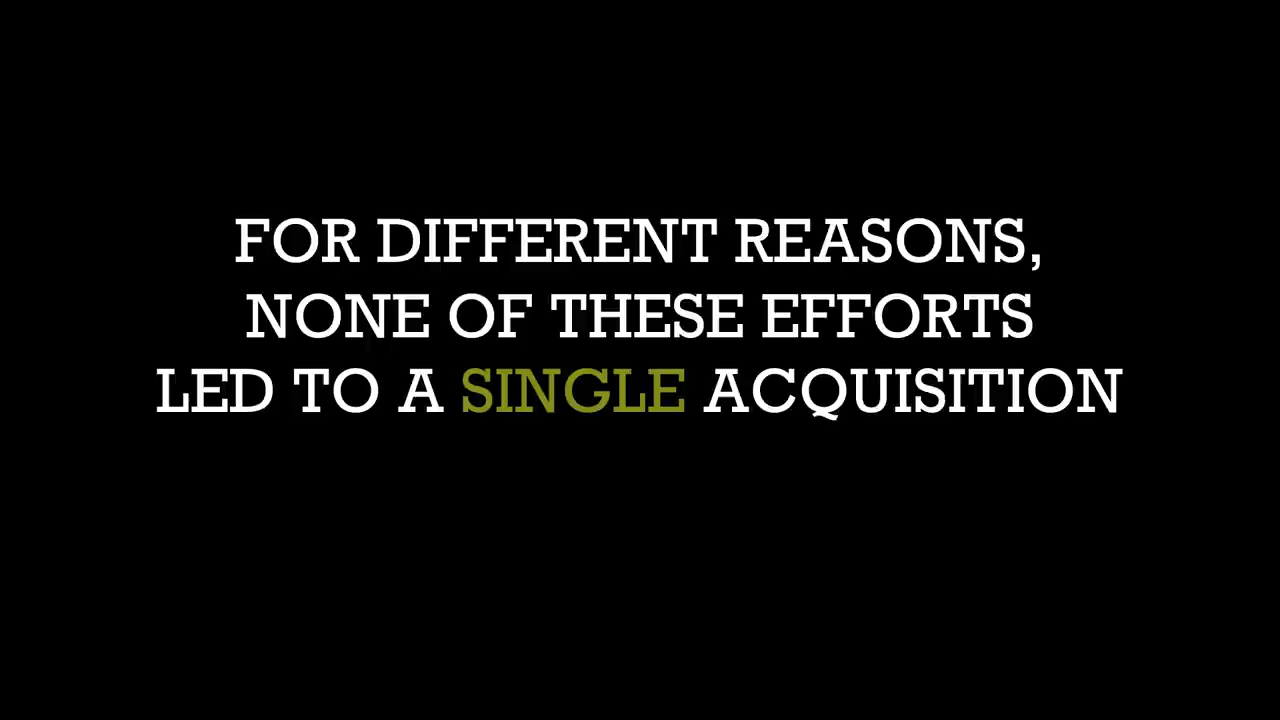 FOR DIFFERENT REASONS,
NONE OF THESE EFFORTS
LED TO A SINGLE ACQUISITION